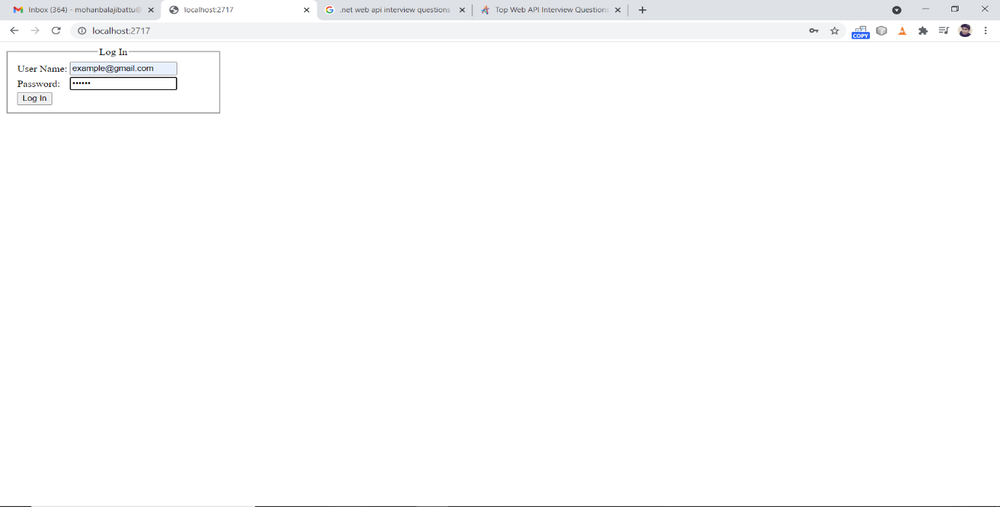 Inbox (364) - mohanbalajibattu@
localhost:2717
.net web api interview questions
Top Web API Interview Questions
localhost:2717
COPY
Log In
User Name: example@gmail.com
Password: ••••••
Log In